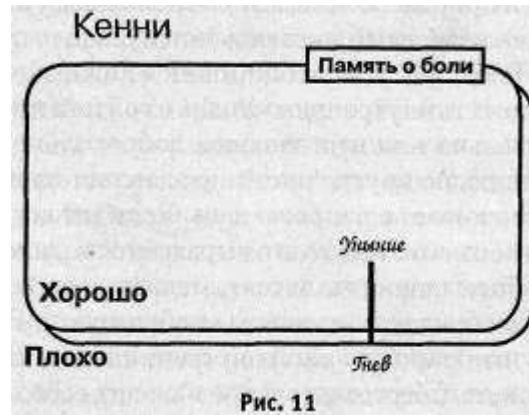 Кенни
Память о боли
Уныние
Хорошо
Плохо
Гнев
Рис. 11